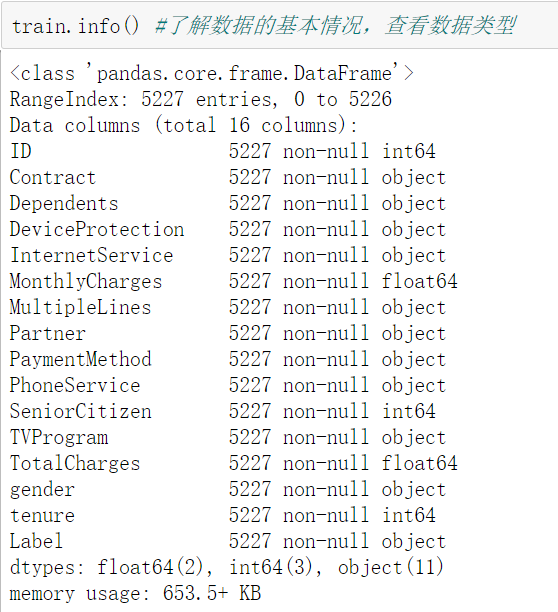 train.info() #了解数据的基本情况，查看数据类型
<class 'pandas.core.frame.DataFrame'>
RangeIndex: 5227 entries, 0 to 5226
Data columns (total 16 columns):
ID                  5227 non-null int64
Contract            5227 non-null object
Dependents          5227 non-null object
DeviceProtection    5227 non-null object
InternetService     5227 non-null object
MonthlyCharges      5227 non-null float64
MultipleLines       5227 non-null object
Partner             5227 non-null object
PaymentMethod       5227 non-null object
PhoneService        5227 non-null object
SeniorCitizen       5227 non-null int64
TVProgram           5227 non-null object
TotalCharges        5227 non-null float64
gender              5227 non-null object
tenure              5227 non-null int64
Label               5227 non-null object
dtypes: float64(2), int64(3), object(11)
memory usage: 653.5+ KB